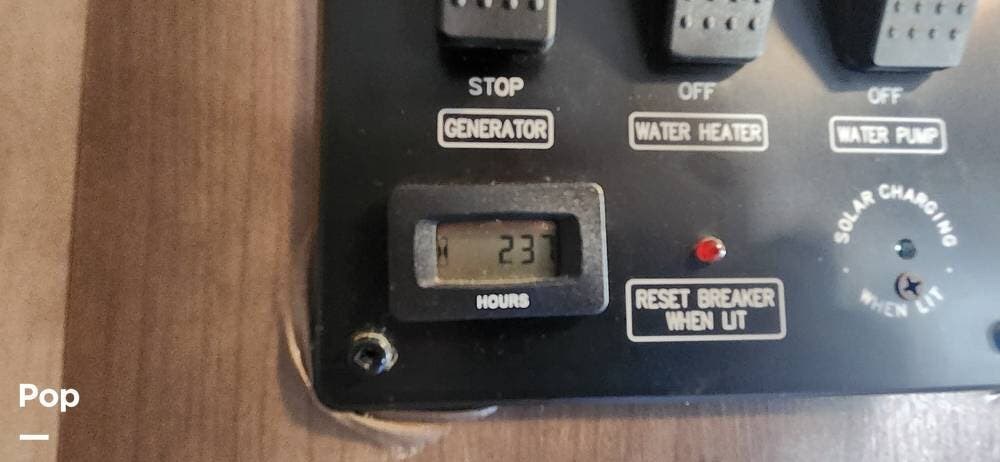 STOP
OFF
OFF
GENERATOR
WATER HEATER
WATER PUMP
237
HOURS
RESET BREAKER
WHEN LIT
SOLAR CHARGING
WHEN LIT
Pop